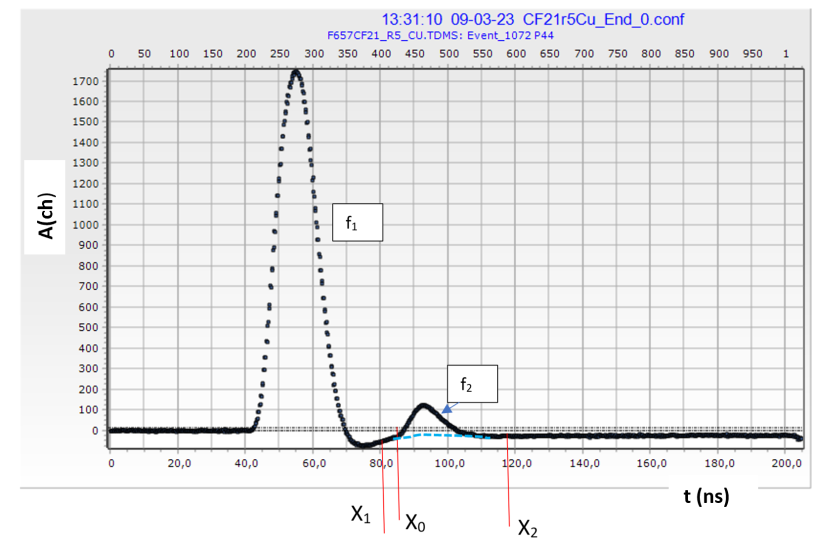 13:31:10 09-03-23 CF21r5Cu_End_0.conf
F657CF21_R5_CU.TDMS: Event_1072 P44
0 50 100 150 200 250 300 350 400 450 500 550 600 650 700 750 800 850 900 950 1
1700
1600
1500
1400
1300
1200
1100
1000
900
800
700
600
500
400
300
200
100
0
A(ch)
f1
f2
0 20,0 40,0 60,0 80,0 100,0 120,0 140,0 160,0 180,0 200,0
t (ns)
X1 X0 X2